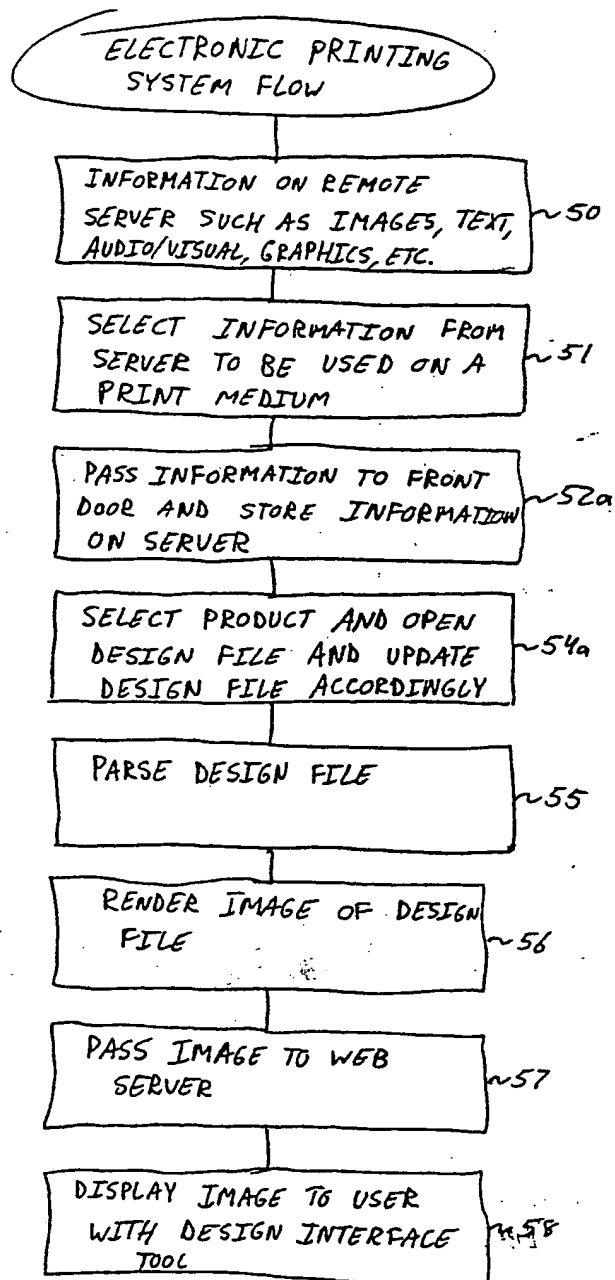 ELECTRONIC PRINTING
SYSTEM FLOW
INFORMATION ON REMOTE
SERVER SUCH AS IMAGES, TEXT,
AUDIO/VISUAL, GRAPHICS, ETC.
50
SELECT INFORMATION FROM
SERVER TO BE USED ON A
PRINT MEDIUM
51
PASS INFORMATION TO FRONT
DOOR AND STORE INFORMATION
ON SERVER
52a
SELECT PRODUCT AND OPEN
DESIGN FILE AND UPDATE
DESIGN FILE ACCORDINGLY
54a
PARSE DESIGN FILE
55
RENDER IMAGE OF DESIGN
FILE
56
PASS IMAGE TO WEB
SERVER
57
DISPLAY IMAGE TO USER
WITH DESIGN INTERFACE
TOOL
58